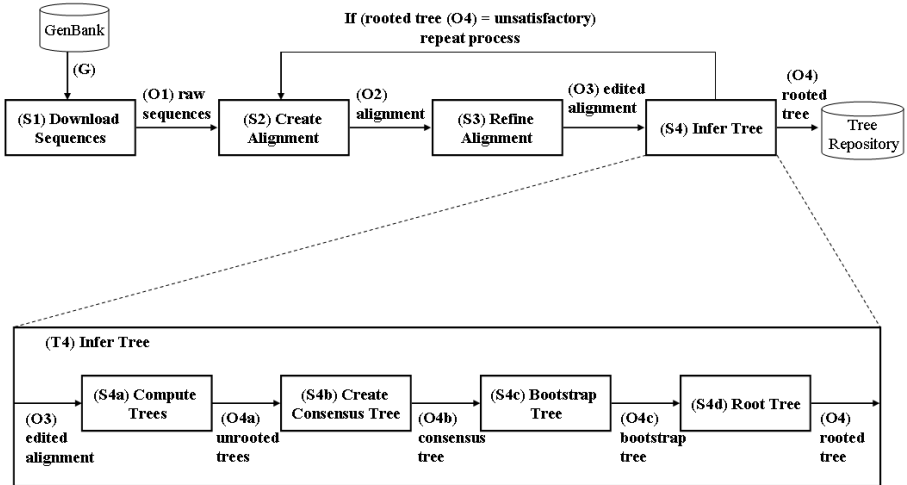 GenBank
(G)
If (rooted tree (O4) = unsatisfactory)
repeat process
(S1) Download
Sequences
(O1) raw
sequences
(S2) Create
Alignment
(O2)
alignment
(S3) Refine
Alignment
(O3) edited
alignment
(S4) Infer Tree
(O4)
rooted
tree
Tree
Repository
(T4) Infer Tree
(O3)
edited
alignment
(S4a) Compute
Trees
(O4a)
unrooted
trees
(S4b) Create
Consensus Tree
(O4b)
consensus
tree
(S4c) Bootstrap
Tree
(O4c)
bootstrap
tree
(S4d) Root Tree
(O4)
rooted
tree